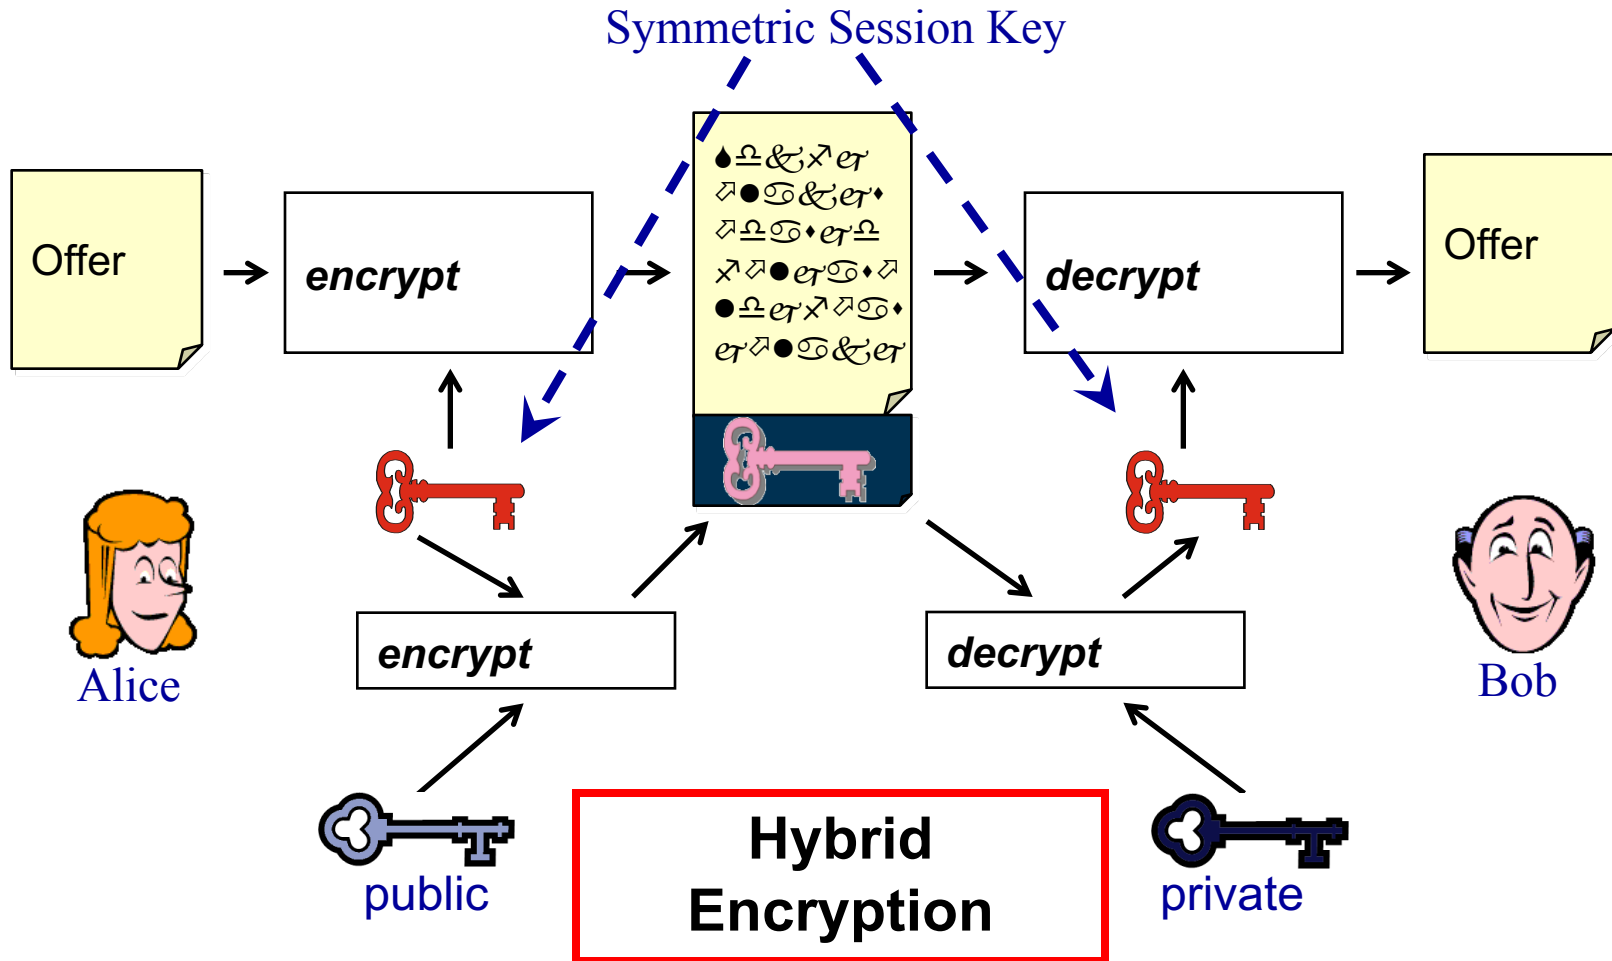 Symmetric Session Key
Offer
encrypt
decrypt
Offer
encrypt
decrypt
Alice
Bob
public
Hybrid
Encryption
private